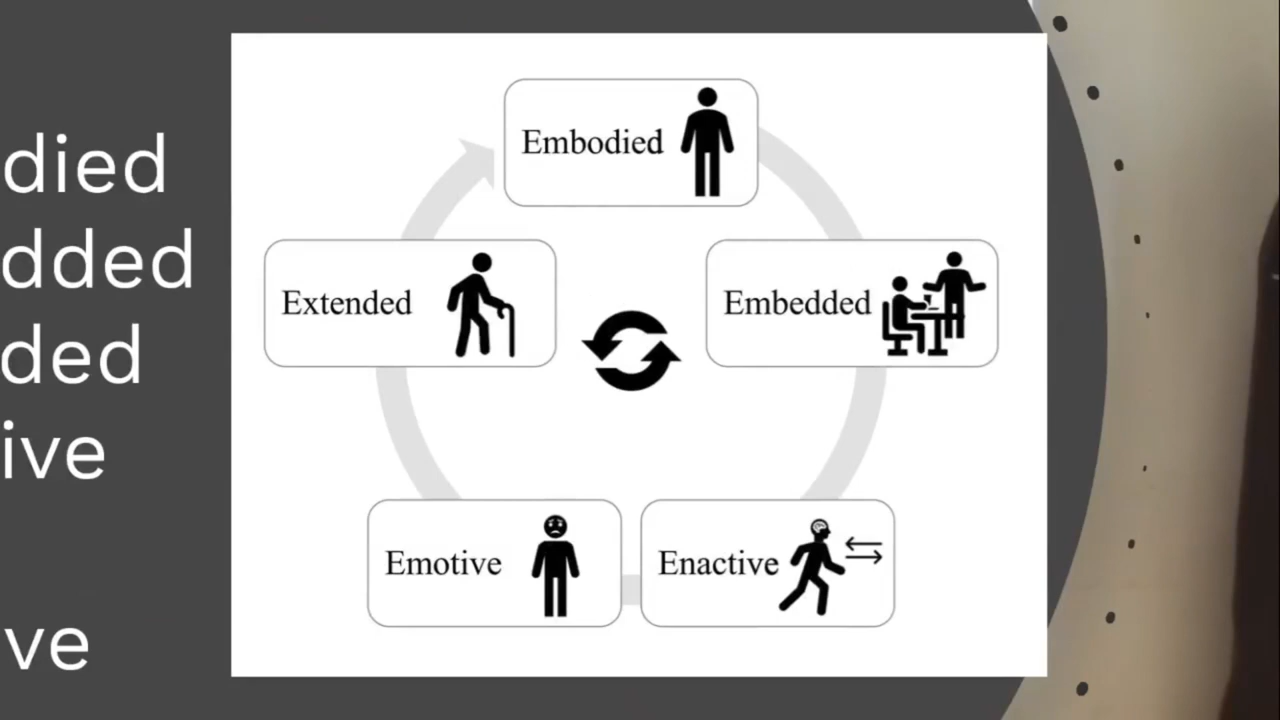 died
dded
ded
ive
ve
Embodied
Extended
Embedded
Emotive
Enactive